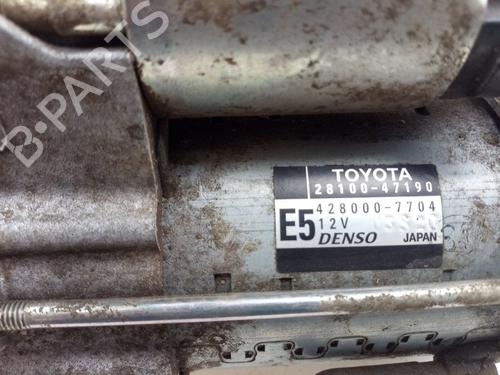 B-PARTS
TOYOTA
28100-47190
E5
428000-7704
12V
DENSO JAPAN